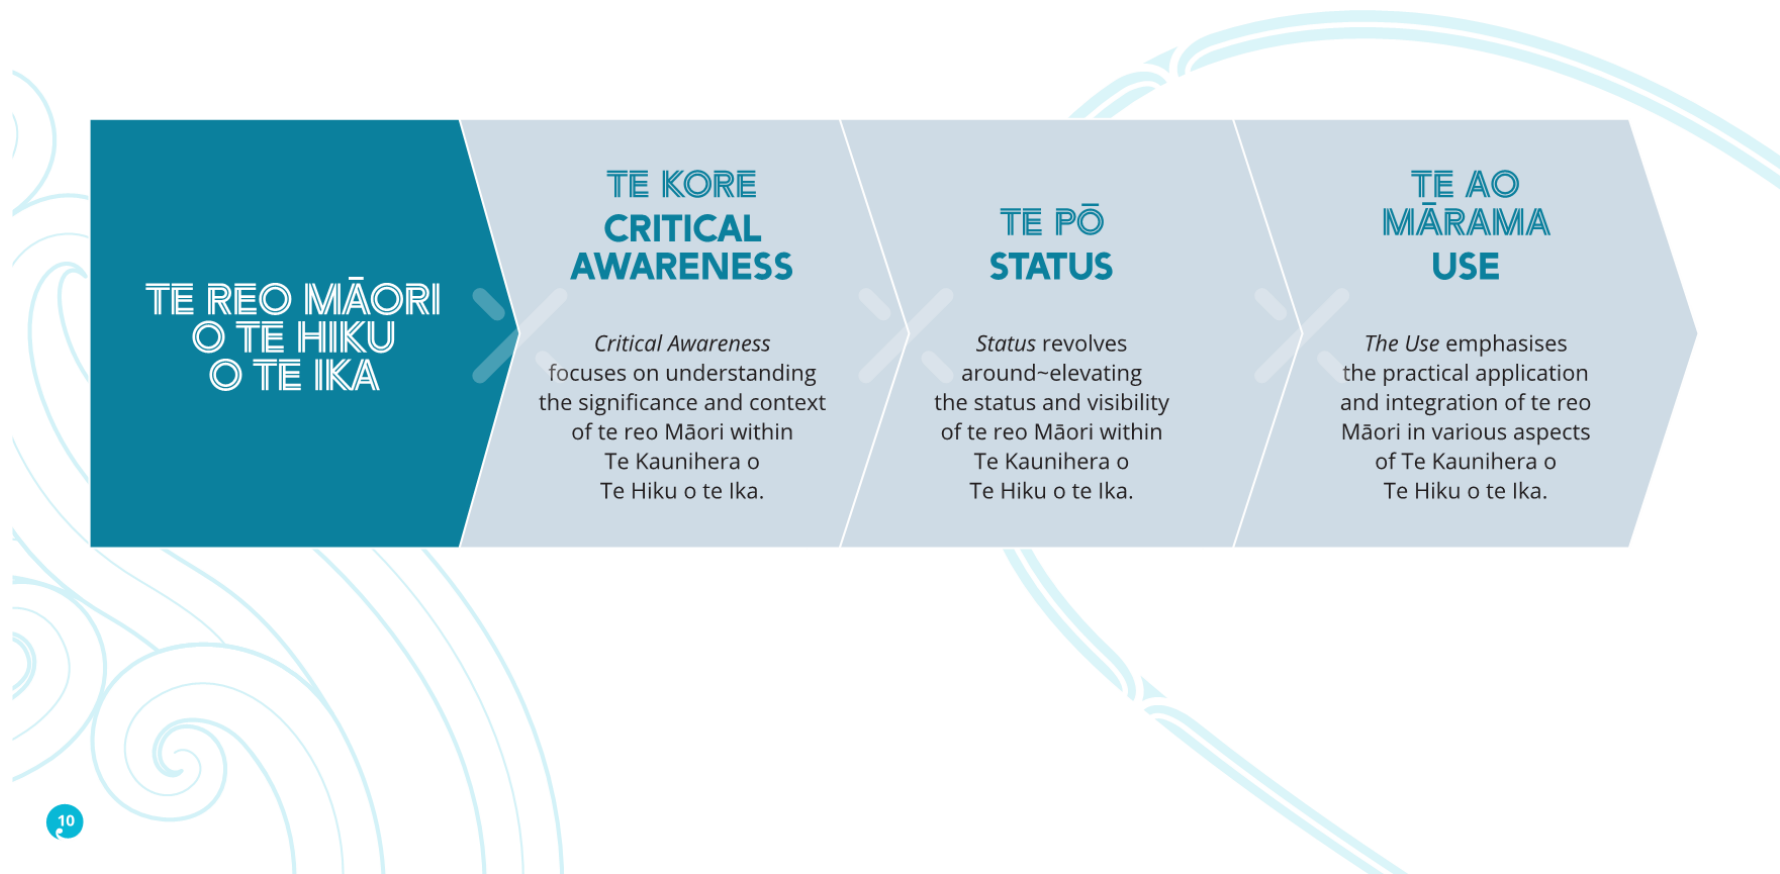 TE REO MĀORI
O TE HIKU
O TE IKA
TE KORE
CRITICAL
AWARENESS
Critical Awareness
focuses on understanding
the significance and context
of te reo Māori within
Te Kaunihera o
Te Hiku o te Ika.
TE PŌ
STATUS
Status revolves
around~elevating
the status and visibility
of te reo Māori within
Te Kaunihera o
Te Hiku o te Ika.
TE AO
MĀRAMA
USE
The Use emphasises
the practical application
and integration of te reo
Māori in various aspects
of Te Kaunihera o
Te Hiku o te Ika.
10